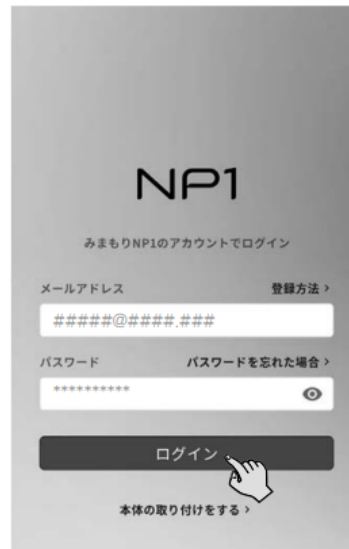 NP1
みまもりNP1のアカウントでログイン
メールアドレス 登録方法 >
#####@####.###
パスワード パスワードを忘れた場合 >
**********
ログイン
本体の取り付けをする >